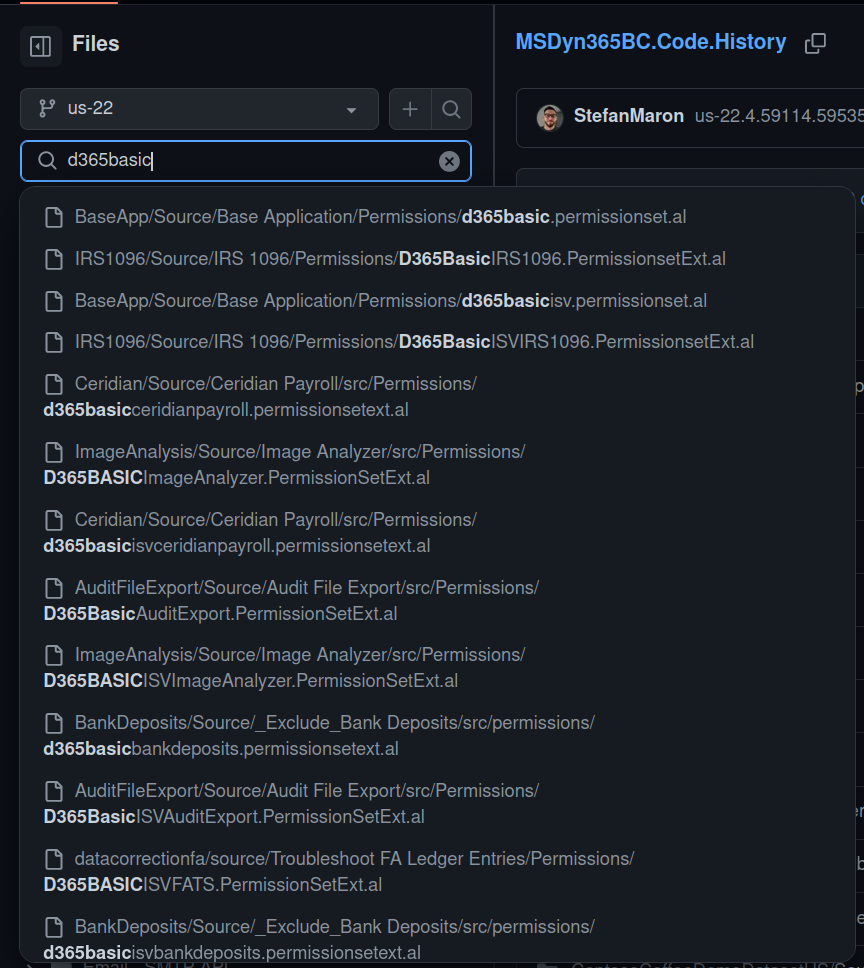 Files
MSDyn365BC.Code.History
us-22
StefanMaron us-22.4.59114.59535
d365basic
BaseApp/Source/Base Application/Permissions/d365basic.permissionset.al
IRS1096/Source/IRS 1096/Permissions/D365BasicIRS1096.PermissionsetExt.al
BaseApp/Source/Base Application/Permissions/d365basicisv.permissionset.al
IRS1096/Source/IRS 1096/Permissions/D365BasicISVIRS1096.PermissionsetExt.al
Ceridian/Source/Ceridian Payroll/src/Permissions/
d365basicceridianpayroll.permissionsetext.al
ImageAnalysis/Source/Image Analyzer/src/Permissions/
D365BASICImageAnalyzer.PermissionSetExt.al
Ceridian/Source/Ceridian Payroll/src/Permissions/
d365basicisvceridianpayroll.permissionsetext.al
AuditFileExport/Source/Audit File Export/src/Permissions/
D365BasicAuditExport.PermissionSetExt.al
ImageAnalysis/Source/Image Analyzer/src/Permissions/
D365BASICISVImageAnalyzer.PermissionSetExt.al
BankDeposits/Source/_Exclude_Bank Deposits/src/permissions/
d365basicbankdeposits.permissionsetext.al
AuditFileExport/Source/Audit File Export/src/Permissions/
D365BasicISVAuditExport.PermissionSetExt.al
datacorrectionfa/source/Troubleshoot FA Ledger Entries/Permissions/
D365BASICISVFATS.PermissionSetExt.al
BankDeposits/Source/_Exclude_Bank Deposits/src/permissions/
d365basicisvbankdeposits.permissionsetext.al